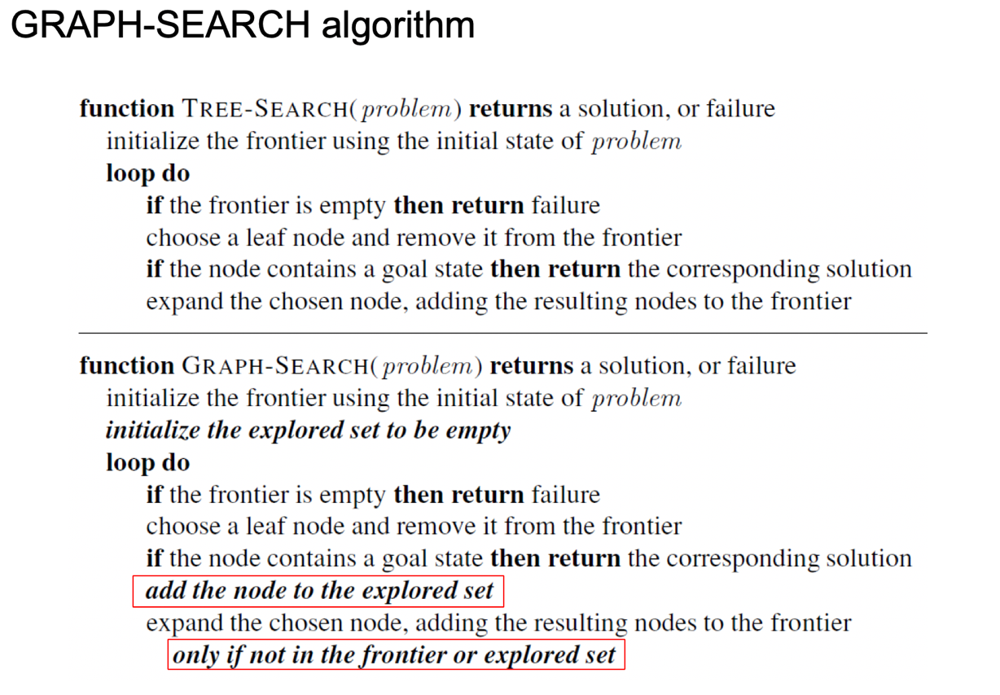 GRAPH-SEARCH algorithm
function TREE-SEARCH(problem) returns a solution, or failure
initialize the frontier using the initial state of problem
loop do
if the frontier is empty then return failure
choose a leaf node and remove it from the frontier
if the node contains a goal state then return the corresponding solution
expand the chosen node, adding the resulting nodes to the frontier
function GRAPH-SEARCH(problem) returns a solution, or failure
initialize the frontier using the initial state of problem
initialize the explored set to be empty
loop do
if the frontier is empty then return failure
choose a leaf node and remove it from the frontier
if the node contains a goal state then return the corresponding solution
add the node to the explored set
expand the chosen node, adding the resulting nodes to the frontier
only if not in the frontier or explored set